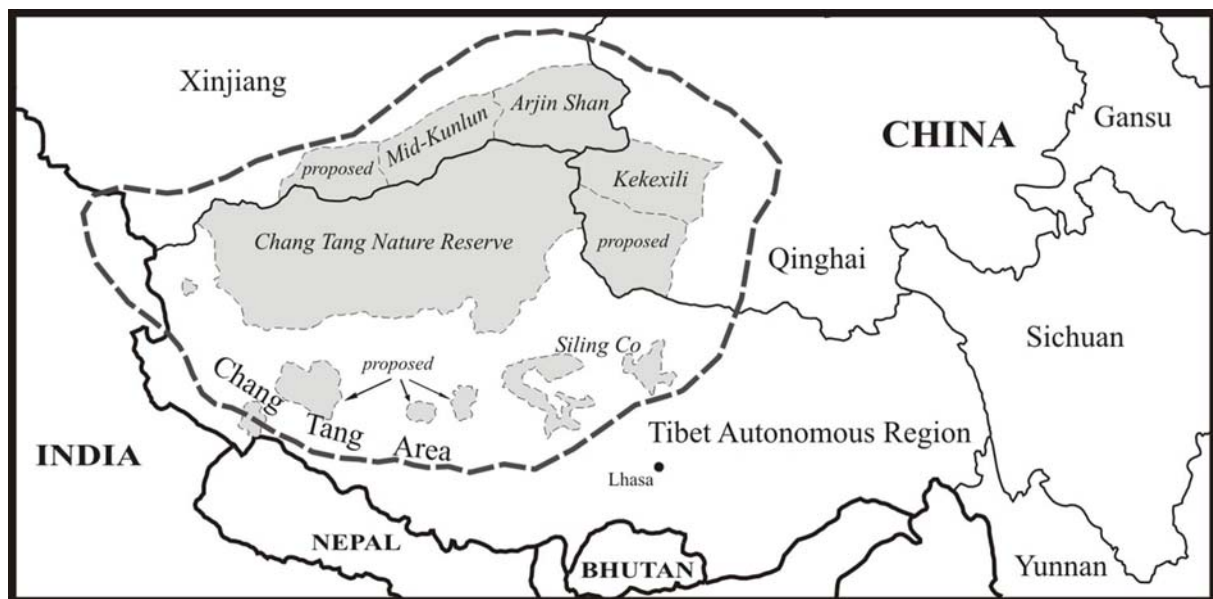 Xinjiang
Arjin Shan
Mid-Kunlun
proposed
CHINA
Gansu
Kekexili
Chang Tang Nature Reserve
proposed
Qinghai
Sichuan
Siling Co
proposed
Chang Tang Area
INDIA
Tibet Autonomous Region
Lhasa
NEPAL
BHUTAN
Yunnan